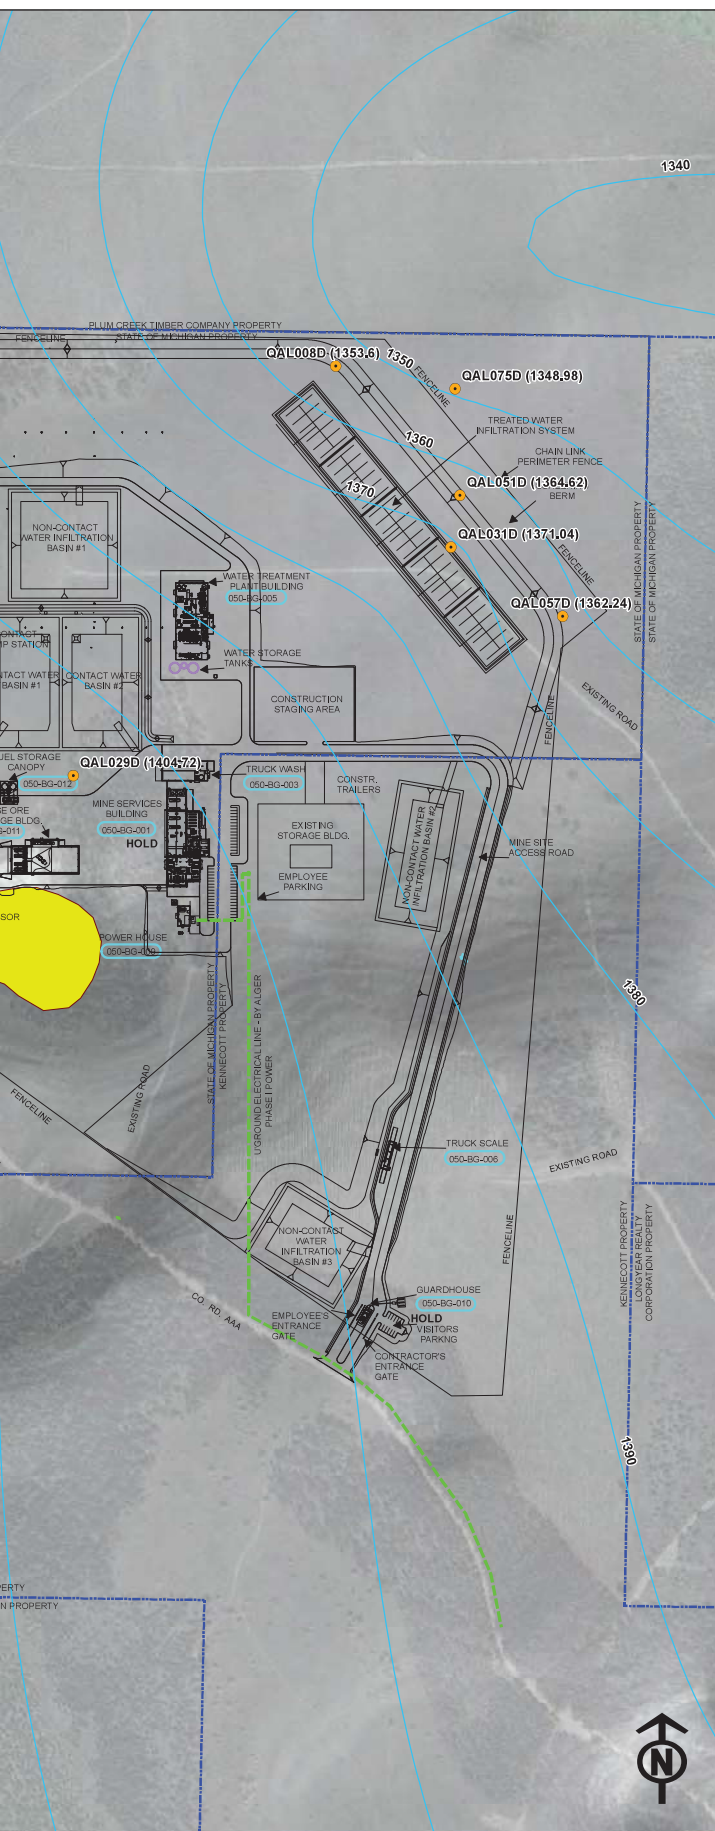 1340
PLUM CREEK TIMBER COMPANY PROPERTY
STATE OF MICHIGAN PROPERTY
FENCELINE
QAL008D (1353.6)
1350
FENCELINE
QAL075D (1348.98)
TREATED WATER
INFILTRATION SYSTEM
1360
CHAIN LINK
PERIMETER FENCE
1370
QAL051D (1364.62)
BERM
NON-CONTACT
WATER INFILTRATION
BASIN #1
QAL031D (1371.04)
FENCELINE
STATE OF MICHIGAN PROPERTY
STATE OF MICHIGAN PROPERTY
WATER TREATMENT
PLANT BUILDING
050-BG-005
QAL057D (1362.24)
CONTACT WATER
BASIN #2
BASIN #1
WATER STORAGE
TANKS
CONSTRUCTION
STAGING AREA
EXISTING ROAD
FENCELINE
QAL029D (1404.72)
CANOPY
050-BG-012
TRUCK WASH
050-BG-003
CONSTR.
TRAILERS
MINE SERVICES
BUILDING
050-BG-001
HOLD
EXISTING
STORAGE BLDG.
NON-CONTACT WATER
INFILTRATION BASIN #2
MINE SITE
ACCESS ROAD
EMPLOYEE
PARKING
POWER HOUSE
050-BG-009
STATE OF MICHIGAN PROPERTY
KENNECOTT PROPERTY
U'GROUND ELECTRICAL LINE - BY ALGER
PHASE I POWER
1380
FENCELINE
EXISTING ROAD
TRUCK SCALE
050-BG-006
EXISTING ROAD
NON-CONTACT
WATER
INFILTRATION
BASIN #3
FENCELINE
KENNECOTT PROPERTY
LONGYEAR REALTY
CORPORATION PROPERTY
CO. RD. AAA
GUARDHOUSE
050-BG-010
HOLD
VISITORS
PARKNG
EMPLOYEE'S
ENTRANCE
GATE
CONTRACTOR'S
ENTRANCE
GATE
1390
N PROPERTY
N